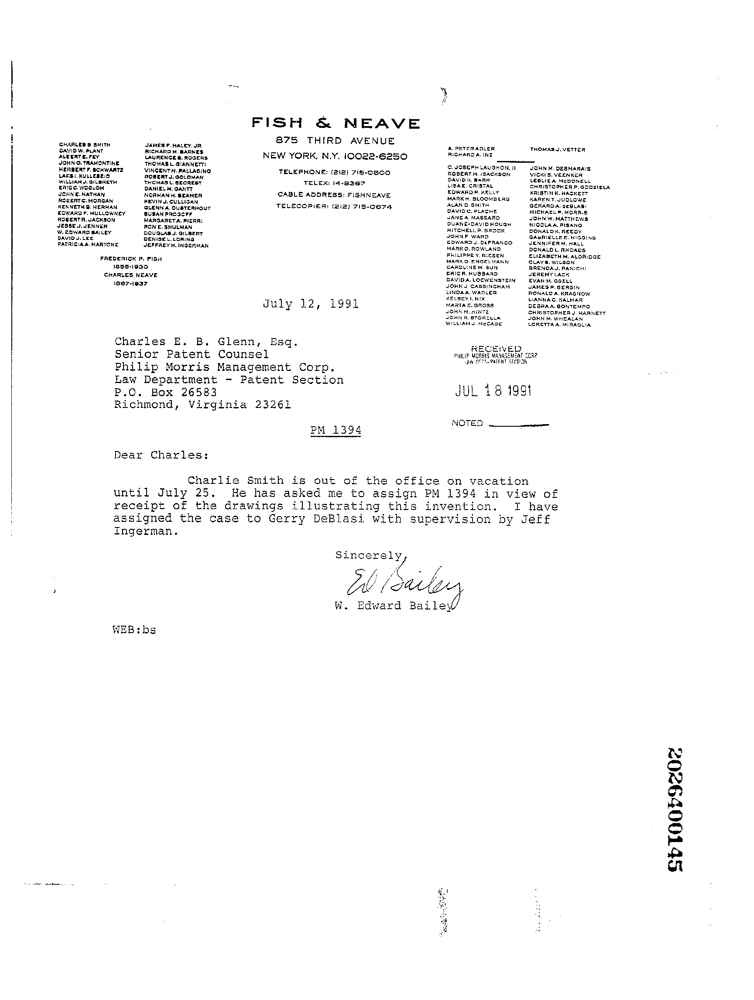 FISH & NEAVE
875 THIRD AVENUE
NEW YORK, N.Y. 10022-6250
TELEPHONE: (212) 715-0600
TELEX: 14-8367
CABLE ADDRESS: FISHNEAVE
TELECOPIER: (212) 715-0674
CHARLES B. SMITH
DAVID W. PLANT
ALBERT E. FEY
JOHN O. TRAMONTINE
HERBERT F. SCHWARTZ
LARS I. KULLESEID
WILLIAM J. GILBRETH
ERIC C. WOGLOM
JOHN E. NATHAN
ROBERT C. MORGAN
KENNETH B. HERMAN
EDWARD F. MULLOWNEY
ROBERT R. JACKSON
JESSE J. JENNER
W. EDWARD BAILEY
DAVID J. LEE
PATRICIA A. MARTONE
JAMES F. HALEY, JR.
RICHARD M. BARNES
LAURENCE B. ROGERS
THOMAS L. GIANNETTI
VINCENT N. PALLADINO
ROBERT J. GOLDMAN
THOMAS L. SECREST
DANIEL M. GANTT
NORMAN H. BEAMER
KEVIN J. CULLIGAN
GLENN A. OUSTERHOUT
SUSAN PROGOFF
MARGARET A. PIERRI
RON E. SHULMAN
DOUGLAS J. GILBERT
DENISE L. LORING
JEFFREY H. INGERMAN
FREDERICK P. FISH
1855-1930
CHARLES NEAVE
1867-1937
A. PETER ADLER
RICHARD A. INZ
THOMAS J. VETTER
C. JOSEPH LAUGHON, II
ROBERT H. ISACKSON
DAVID I. BARR
LISA E. CRISTAL
EDWARD P. KELLY
MARK H. BLOOMBERG
ALAN D. SMITH
DAVID C. PLACHE
JANE A. MASSARO
DUANE-DAVID HOUGH
MITCHELL P. BROOK
JOHN F. WARD
EDWARD J. DEFRANCO
MARK D. ROWLAND
PHILIPPE Y. RIESEN
MARK D. ENGELMANN
CAROLINE H. SUN
ERIC R. HUBBARD
DAVID A. LOEWENSTEIN
JOHN J. CASSINGHAM
LINDA A. WADLER
KELSEY I. NIX
MARTA E. GROSS
JOHN M. HINTZ
JOHN R. STORELLA
WILLIAM J. McCABE
JOHN M. DESMARAIS
VICKI S. VEENKER
LESLIE A. McDONELL
CHRISTOPHER P. GODZIELA
KRISTIN K. HACKETT
KAREN T. JUDLOWE
GERARD A. deBLASI
MICHAEL P. MORRIS
JOHN W. MATTHEWS
NICOLA A. PISANO
DONALD K. REEDY
GABRIELLE E. HIGGINS
JENNIFER M. HALL
DONALD L. RHOADS
ELIZABETH M. ALDRIDGE
CLAY S. WILSON
BRENDA J. PANICHI
JEREMY LACK
EVAN M. GSELL
JAMES P. BERGIN
RONALD A. KRASNOW
LIANNA C. KALMAR
DEBRA A. BONTEMPO
CHRISTOPHER J. HARNETT
JOHN M. WHEALAN
LORETTA A. MIRAGLIA
July 12, 1991
Charles E. B. Glenn, Esq.
Senior Patent Counsel
Philip Morris Management Corp.
Law Department - Patent Section
P.O. Box 26583
Richmond, Virginia 23261
RECEIVED
PHILIP MORRIS MANAGEMENT CORP
LAW DEPT.-PATENT SECTION
JUL 18 1991
NOTED
PM 1394
Dear Charles:
Charlie Smith is out of the office on vacation
until July 25. He has asked me to assign PM 1394 in view of
receipt of the drawings illustrating this invention. I have
assigned the case to Gerry DeBlasi with supervision by Jeff
Ingerman.
Sincerely,
Ed Bailey
W. Edward Bailey
WEB:bs
2026400145